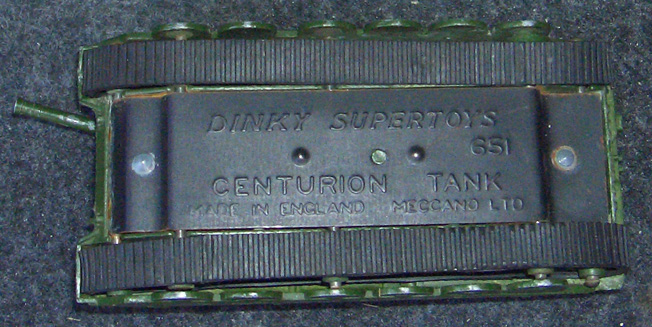 DINKY SUPERTOYS
651
CENTURION TANK
MADE IN ENGLAND MECCANO LTD